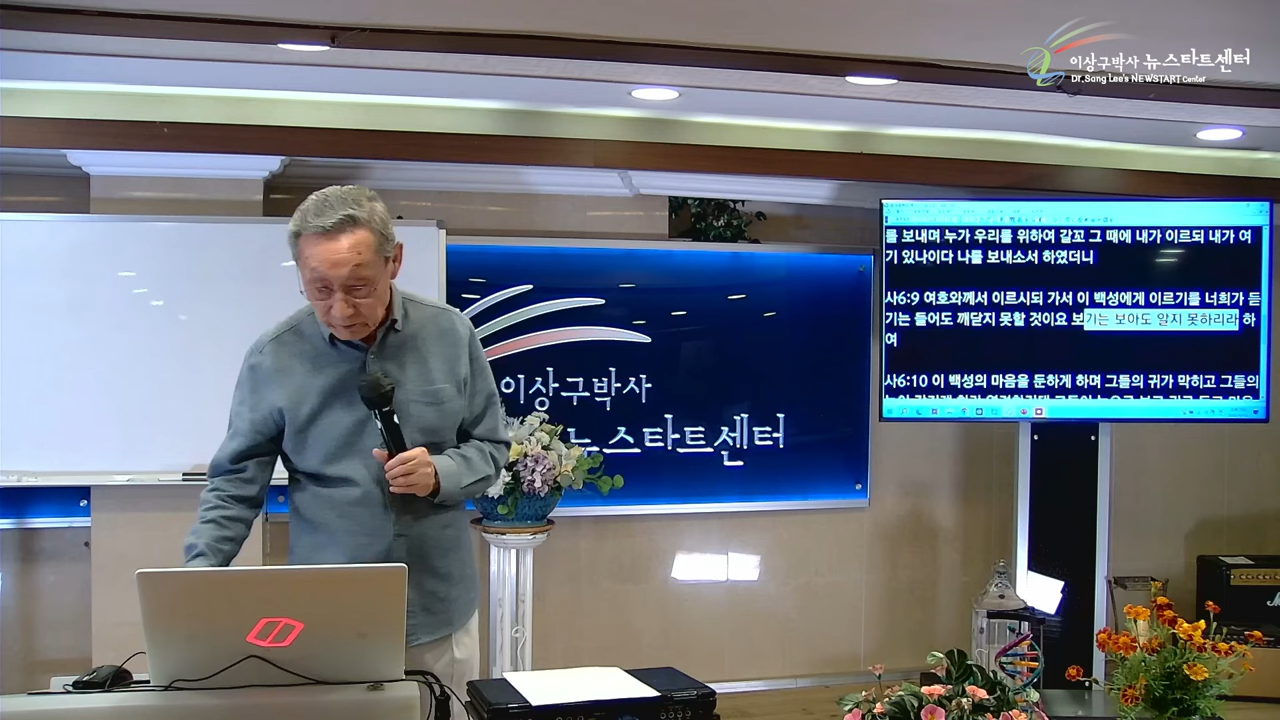 이상구박사 뉴스타트센터
Dr.Sang Lee's NEWSTART Center
이상구박사
뉴스타트센터
를 보내며 누가 우리를 위하여 갈꼬 그 때에 내가 이르되 내가 여
기 있나이다 나를 보내소서 하였더니
사6:9 여호와께서 이르시되 가서 이 백성에게 이르기를 너희가 듣
기는 들어도 깨닫지 못할 것이요 보기는 보아도 알지 못하리라 하
여
사6:10 이 백성의 마음을 둔하게 하며 그들의 귀가 막히고 그들의